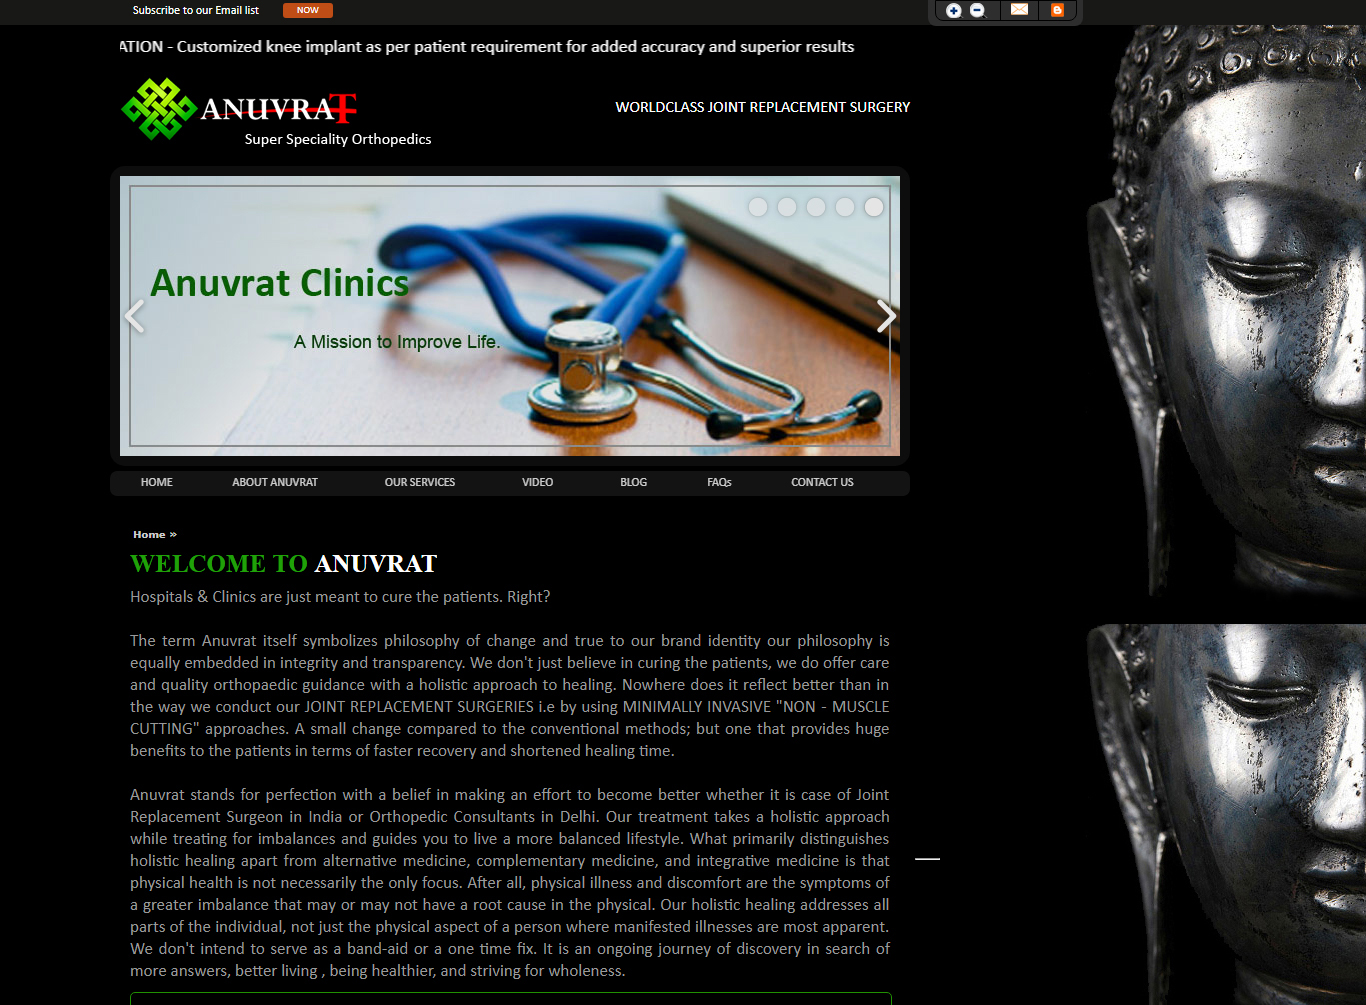 Subscribe to our Email list
NOW
ATION - Customized knee implant as per patient requirement for added accuracy and superior results
ANUVRAT
Super Speciality Orthopedics
WORLDCLASS JOINT REPLACEMENT SURGERY
Anuvrat Clinics
A Mission to Improve Life.
HOME ABOUT ANUVRAT OUR SERVICES VIDEO BLOG FAQs CONTACT US
Home »
WELCOME TO ANUVRAT
Hospitals & Clinics are just meant to cure the patients. Right?
The term Anuvrat itself symbolizes philosophy of change and true to our brand identity our philosophy is
equally embedded in integrity and transparency. We don't just believe in curing the patients, we do offer care
and quality orthopaedic guidance with a holistic approach to healing. Nowhere does it reflect better than in
the way we conduct our JOINT REPLACEMENT SURGERIES i.e by using MINIMALLY INVASIVE "NON - MUSCLE
CUTTING" approaches. A small change compared to the conventional methods; but one that provides huge
benefits to the patients in terms of faster recovery and shortened healing time.
Anuvrat stands for perfection with a belief in making an effort to become better whether it is case of Joint
Replacement Surgeon in India or Orthopedic Consultants in Delhi. Our treatment takes a holistic approach
while treating for imbalances and guides you to live a more balanced lifestyle. What primarily distinguishes
holistic healing apart from alternative medicine, complementary medicine, and integrative medicine is that
physical health is not necessarily the only focus. After all, physical illness and discomfort are the symptoms of
a greater imbalance that may or may not have a root cause in the physical. Our holistic healing addresses all
parts of the individual, not just the physical aspect of a person where manifested illnesses are most apparent.
We don't intend to serve as a band-aid or a one time fix. It is an ongoing journey of discovery in search of
more answers, better living , being healthier, and striving for wholeness.